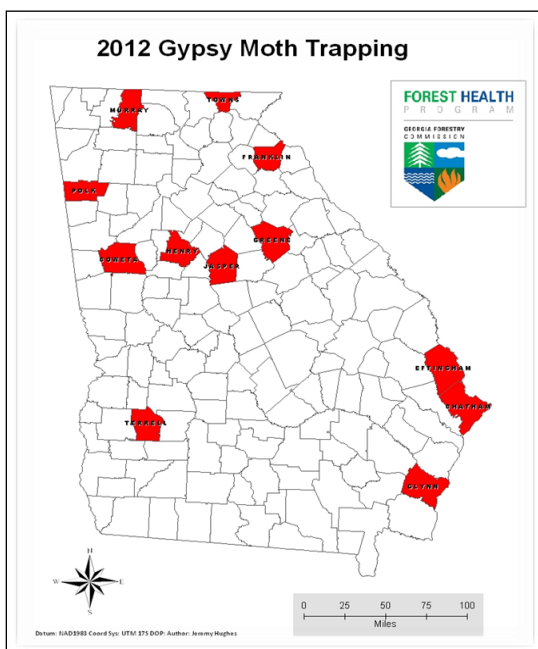 2012 Gypsy Moth Trapping
FOREST HEALTH
PROGRAM
GEORGIA FORESTRY
COMMISSION
MURRAY
TOWNS
FRANKLIN
POLK
GREENE
HENRY
COWETA
JASPER
EFFINGHAM
CHATHAM
TERRELL
GLYNN
N
W
E
S
0 25 50 75 100
Miles
Datum: NAD1983 Coord Sys: UTM 17S DOP: Author: Jeremy Hughes